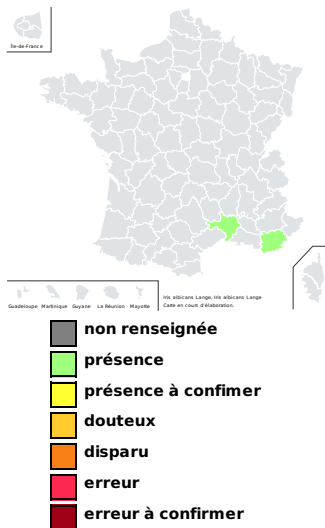 Île-de-France
Iris albicans Lange, Iris albicans Lange
Carte en cours d'élaboration.
Guadeloupe Martinique Guyane La Réunion Mayotte
non renseignée
présence
présence à confimer
douteux
disparu
erreur
erreur à confirmer